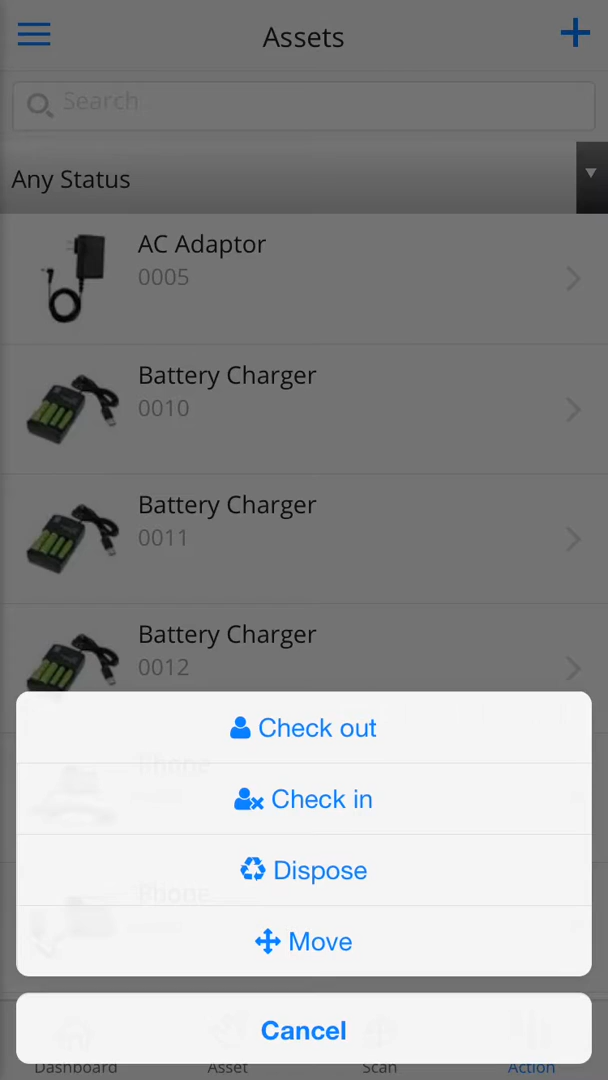 Assets
Search
Any Status
AC Adaptor
0005
Battery Charger
0010
Battery Charger
0011
Battery Charger
0012
Check out
Phone
Check in
Dispose
Phone
Move
Cancel
Dashboard Asset Scan Action